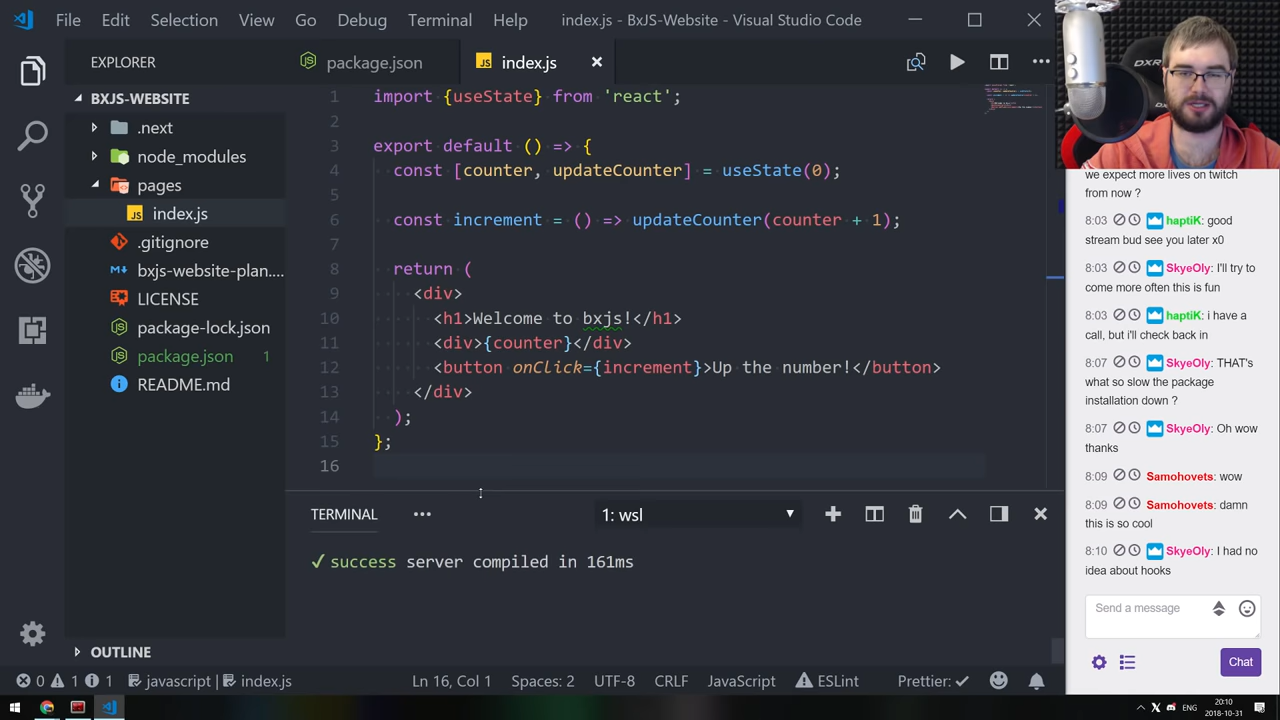 File Edit Selection View Go Debug Terminal Help index.js - BxJS-Website - Visual Studio Code
EXPLORER
BXJS-WEBSITE
.next
node_modules
pages
index.js
.gitignore
bxjs-website-plan....
LICENSE
package-lock.json
package.json 1
README.md
OUTLINE
package.json index.js
1 import {useState} from 'react';
2
3 export default () => {
4 const [counter, updateCounter] = useState(0);
5
6 const increment = () => updateCounter(counter + 1);
7
8 return (
9 <div>
10 <h1>Welcome to bxjs!</h1>
11 <div>{counter}</div>
12 <button onClick={increment}>Up the number!</button>
13 </div>
14 );
15 };
16
TERMINAL 1: wsl
✓ success server compiled in 161ms
0 1 1 javascript | index.js Ln 16, Col 1 Spaces: 2 UTF-8 CRLF JavaScript ESLint Prettier: ✓
DXR
we expect more lives on twitch
from now ?
8:03 haptiK: good
stream bud see you later x0
8:03 SkyeOly: I'll try to
come more often this is fun
8:03 haptiK: i have a
call, but i'll check back in
8:07 SkyeOly: THAT's
what so slow the package
installation down ?
8:07 SkyeOly: Oh wow
thanks
8:09 Samohovets: wow
8:09 Samohovets: damn
this is so cool
8:10 SkyeOly: I had no
idea about hooks
Send a message
Chat
ENG
20:10
2018-10-31